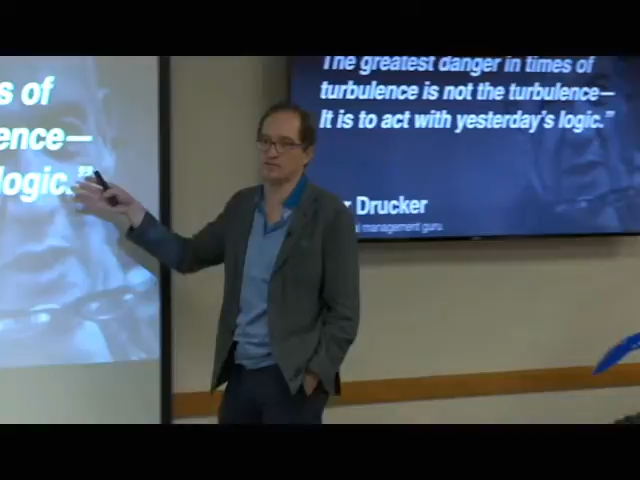 s of
lence—
logic.”
The greatest danger in times of
turbulence is not the turbulence—
It is to act with yesterday’s logic.”
Drucker
management guru